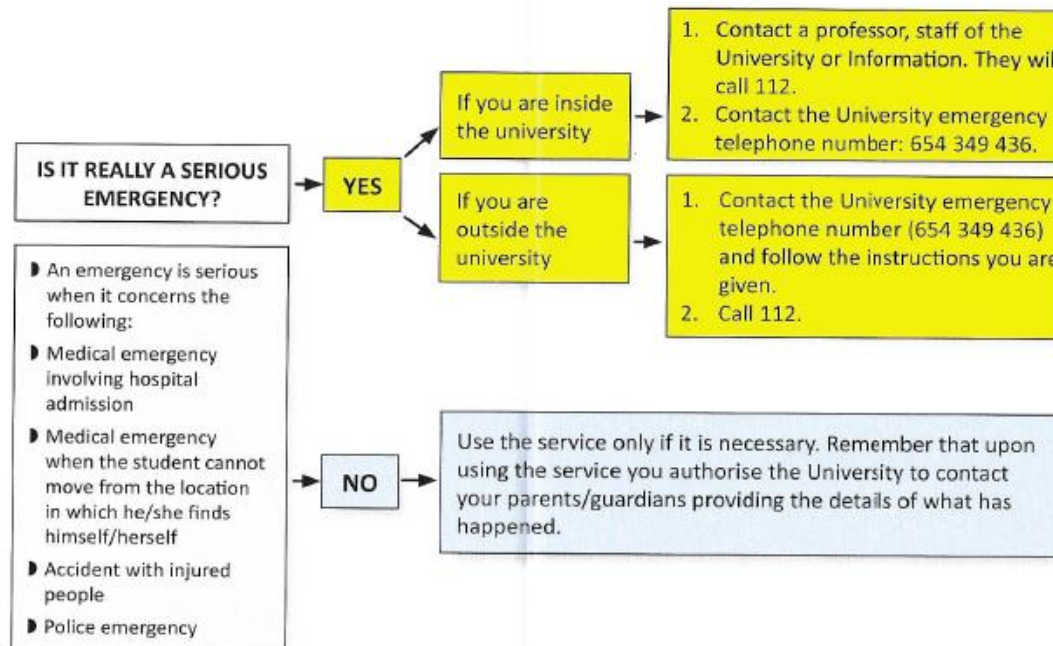 IS IT REALLY A SERIOUS
EMERGENCY?
YES
If you are inside
the university
1. Contact a professor, staff of the
University or Information. They
call 112.
2. Contact the University emergency
telephone number: 654 349 436.
If you are
outside the
university
1. Contact the University emergency
telephone number (654 349 436)
and follow the instructions you are
given.
2. Call 112.
An emergency is serious
when it concerns the
following:
Medical emergency
involving hospital
admission
Medical emergency
when the student cannot
move from the location
in which he/she finds
himself/herself
Accident with injured
people
Police emergency
NO
Use the service only if it is necessary. Remember that upon
using the service you authorise the University to contact
your parents/guardians providing the details of what has
happened.